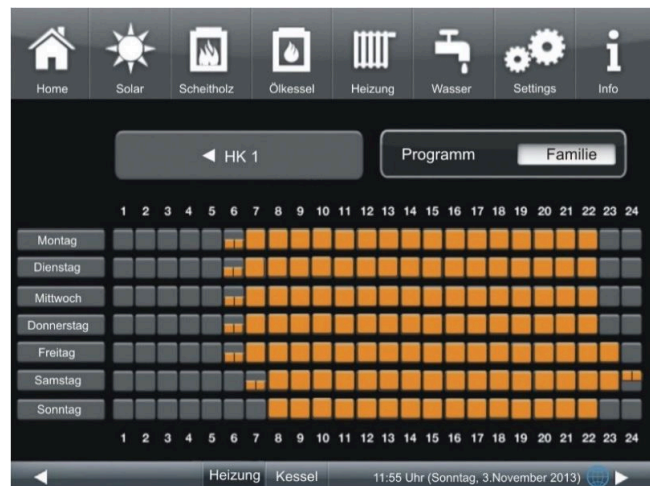 Home Solar Scheitholz Ölkessel Heizung Wasser Settings Info
HK 1 Programm Familie
1 2 3 4 5 6 7 8 9 10 11 12 13 14 15 16 17 18 19 20 21 22 23 24
Montag
Dienstag
Mittwoch
Donnerstag
Freitag
Samstag
Sonntag
1 2 3 4 5 6 7 8 9 10 11 12 13 14 15 16 17 18 19 20 21 22 23 24
Heizung Kessel 11:55 Uhr (Sonntag, 3.November 2013)